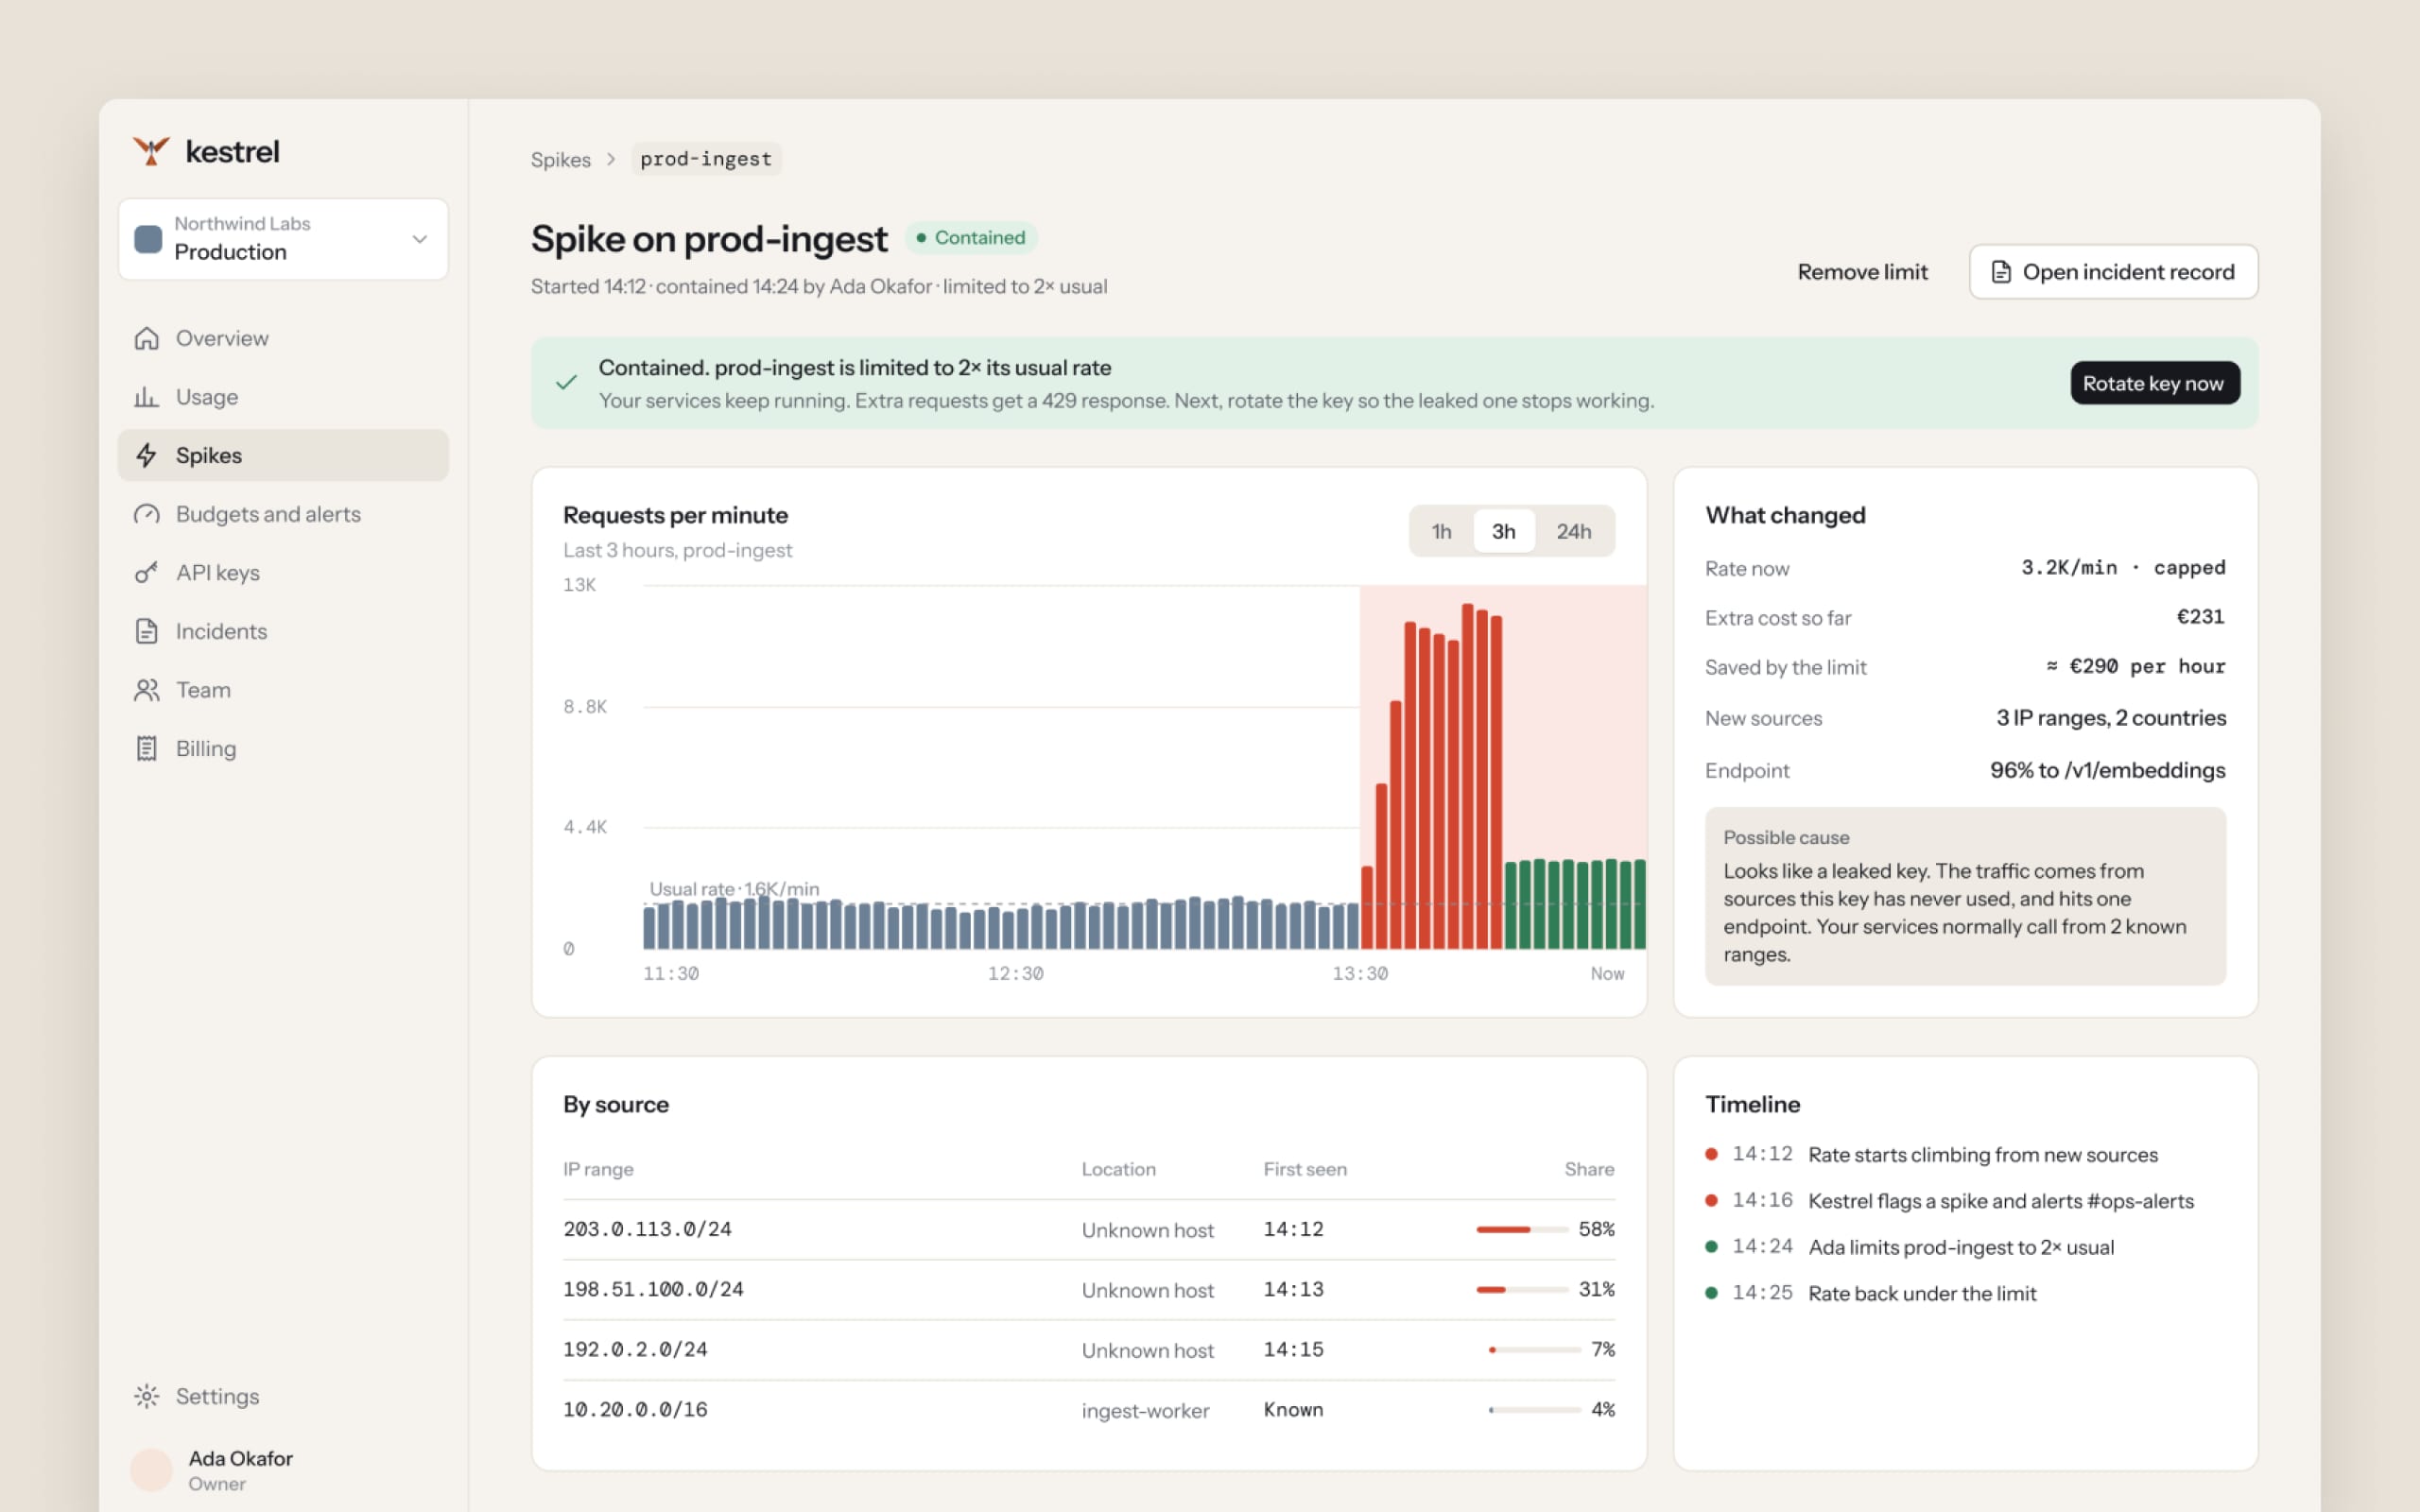 kestrel
Northwind Labs
Production
Overview
Usage
Spikes
Budgets and alerts
API keys
Incidents
Team
Billing
Settings
Ada Okafor
Owner
Spikes > prod-ingest
Spike on prod-ingest
Contained
Started 14:12 · contained 14:24 by Ada Okafor · limited to 2× usual
Remove limit
Open incident record
Contained. prod-ingest is limited to 2× its usual rate
Your services keep running. Extra requests get a 429 response. Next, rotate the key so the leaked one stops working.
Rotate key now
Requests per minute
Last 3 hours, prod-ingest
1h 3h 24h
13K
8.8K
4.4K
Usual rate · 1.6K/min
0
11:30 12:30 13:30 Now
What changed
Rate now 3.2K/min · capped
Extra cost so far €231
Saved by the limit ≈ €290 per hour
New sources 3 IP ranges, 2 countries
Endpoint 96% to /v1/embeddings
Possible cause
Looks like a leaked key. The traffic comes from
sources this key has never used, and hits one
endpoint. Your services normally call from 2 known
ranges.
By source
IP range Location First seen Share
203.0.113.0/24 Unknown host 14:12 58%
198.51.100.0/24 Unknown host 14:13 31%
192.0.2.0/24 Unknown host 14:15 7%
10.20.0.0/16 ingest-worker Known 4%
Timeline
14:12 Rate starts climbing from new sources
14:16 Kestrel flags a spike and alerts #ops-alerts
14:24 Ada limits prod-ingest to 2× usual
14:25 Rate back under the limit